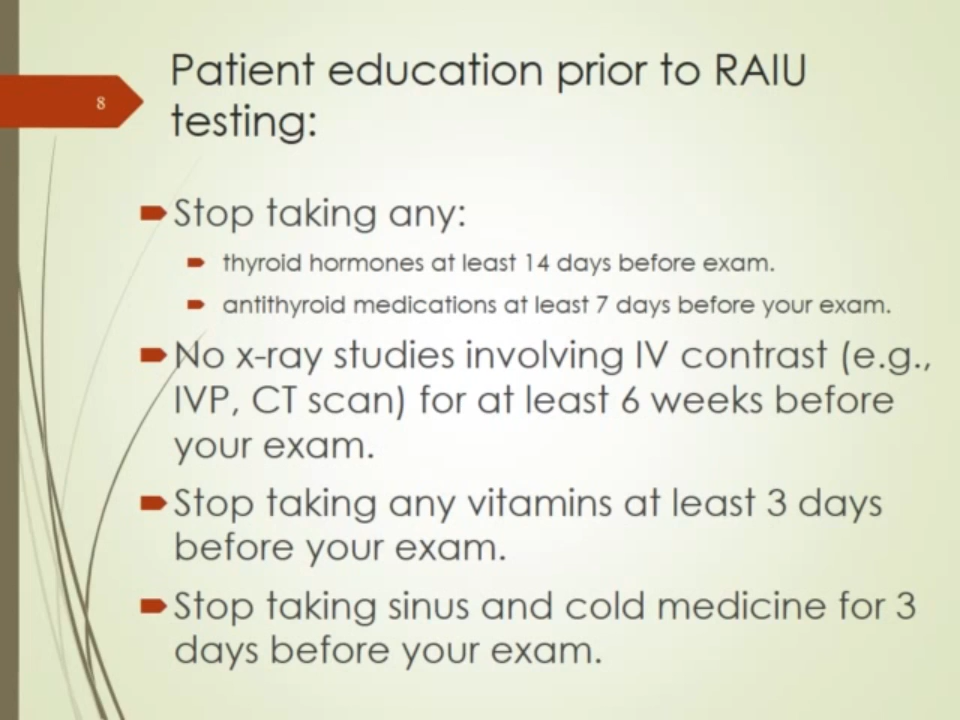 Patient education prior to RAIU
testing:
8
Stop taking any:
thyroid hormones at least 14 days before exam.
antithyroid medications at least 7 days before your exam.
No x-ray studies involving IV contrast (e.g.,
IVP, CT scan) for at least 6 weeks before
your exam.
Stop taking any vitamins at least 3 days
before your exam.
Stop taking sinus and cold medicine for 3
days before your exam.